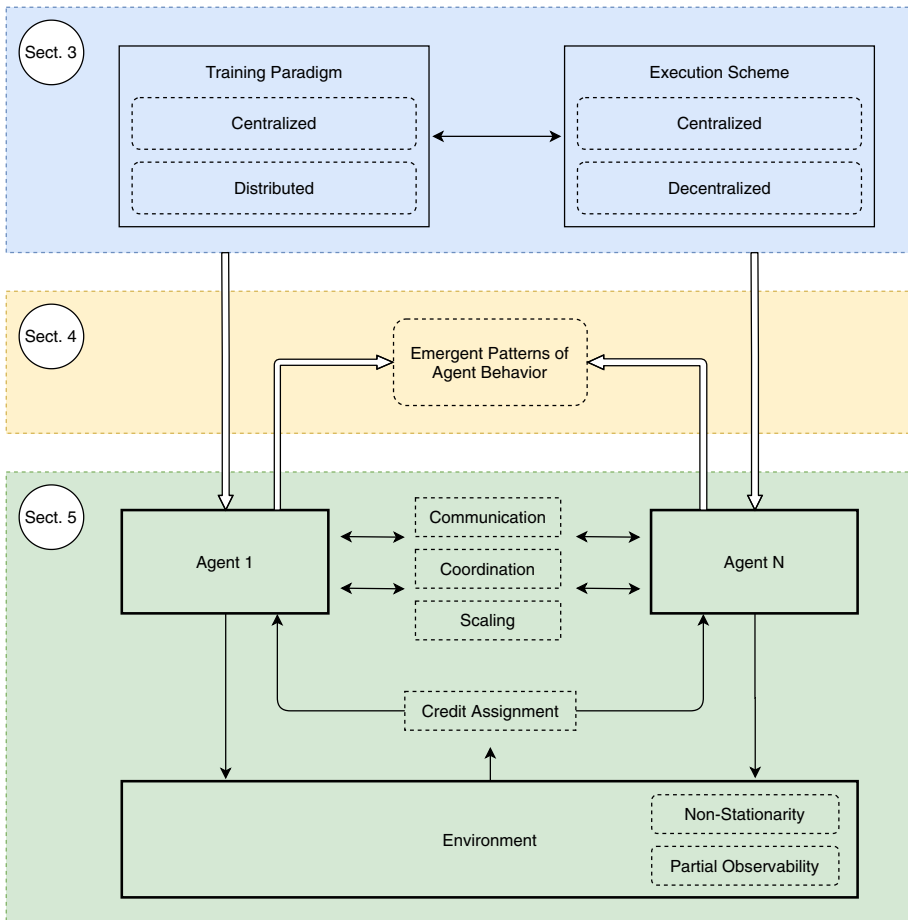 Sect. 3
Training Paradigm
Centralized
Distributed
Execution Scheme
Centralized
Decentralized
Sect. 4
Emergent Patterns of
Agent Behavior
Sect. 5
Agent 1
Communication
Coordination
Scaling
Agent N
Credit Assignment
Environment
Non-Stationarity
Partial Observability